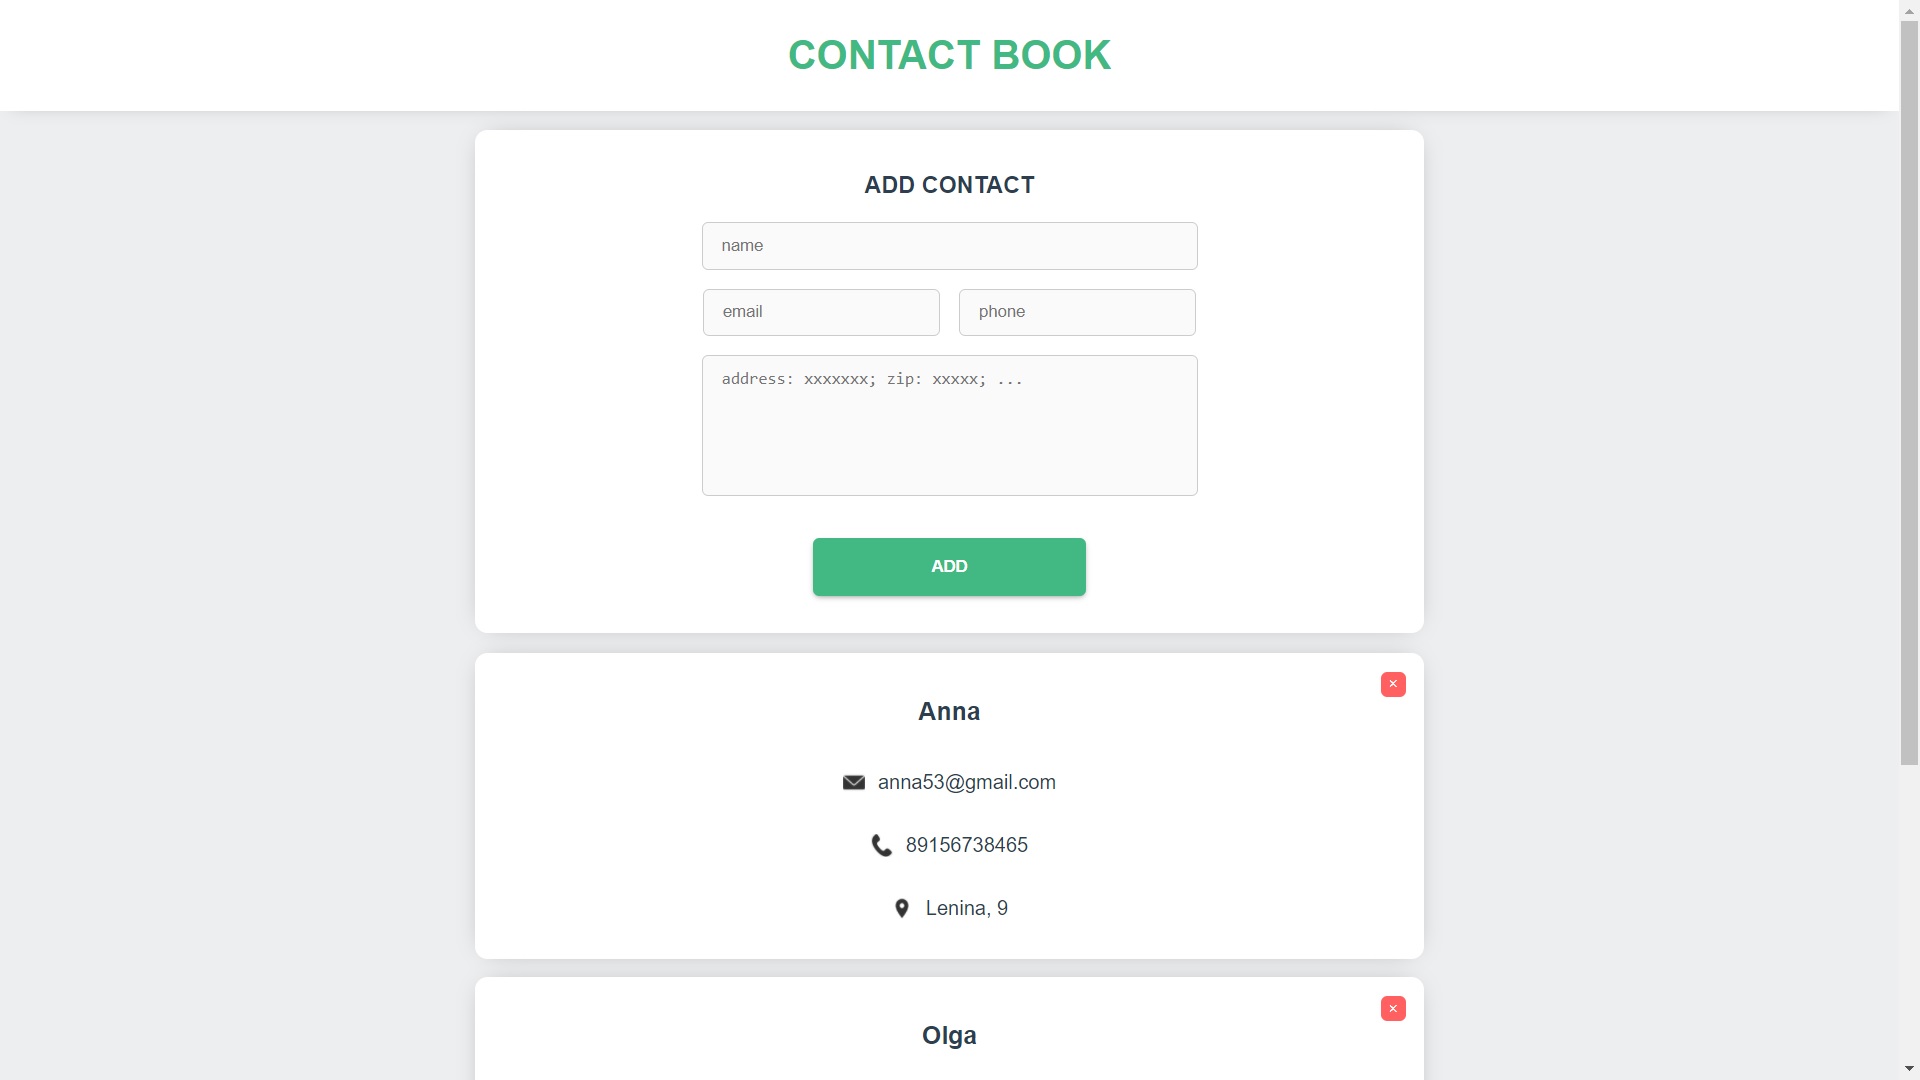 CONTACT BOOK
ADD CONTACT
name
email phone
address: xxxxxxx; zip: xxxxx; ...
ADD
×
Anna
anna53@gmail.com
89156738465
Lenina, 9
×
Olga